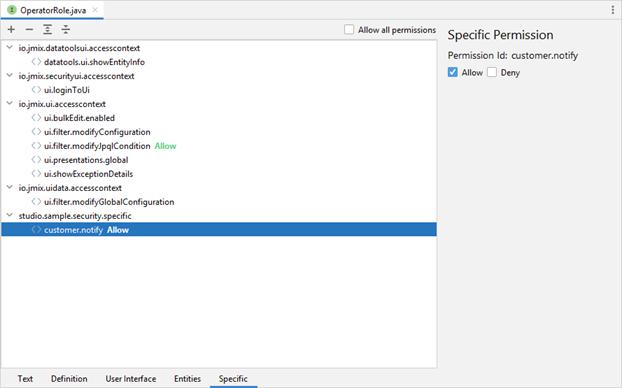 OperatorRole.java
Allow all permissions
io.jmix.datatoolsui.accesscontext
datatools.ui.showEntityInfo
io.jmix.securityui.accesscontext
ui.loginToUi
io.jmix.ui.accesscontext
ui.bulkEdit.enabled
ui.filter.modifyConfiguration
ui.filter.modifyJpqlCondition Allow
ui.presentations.global
ui.showExceptionDetails
io.jmix.uidata.accesscontext
ui.filter.modifyGlobalConfiguration
studio.sample.security.specific
customer.notify Allow
Specific Permission
Permission Id: customer.notify
Allow Deny
Text Definition User Interface Entities Specific